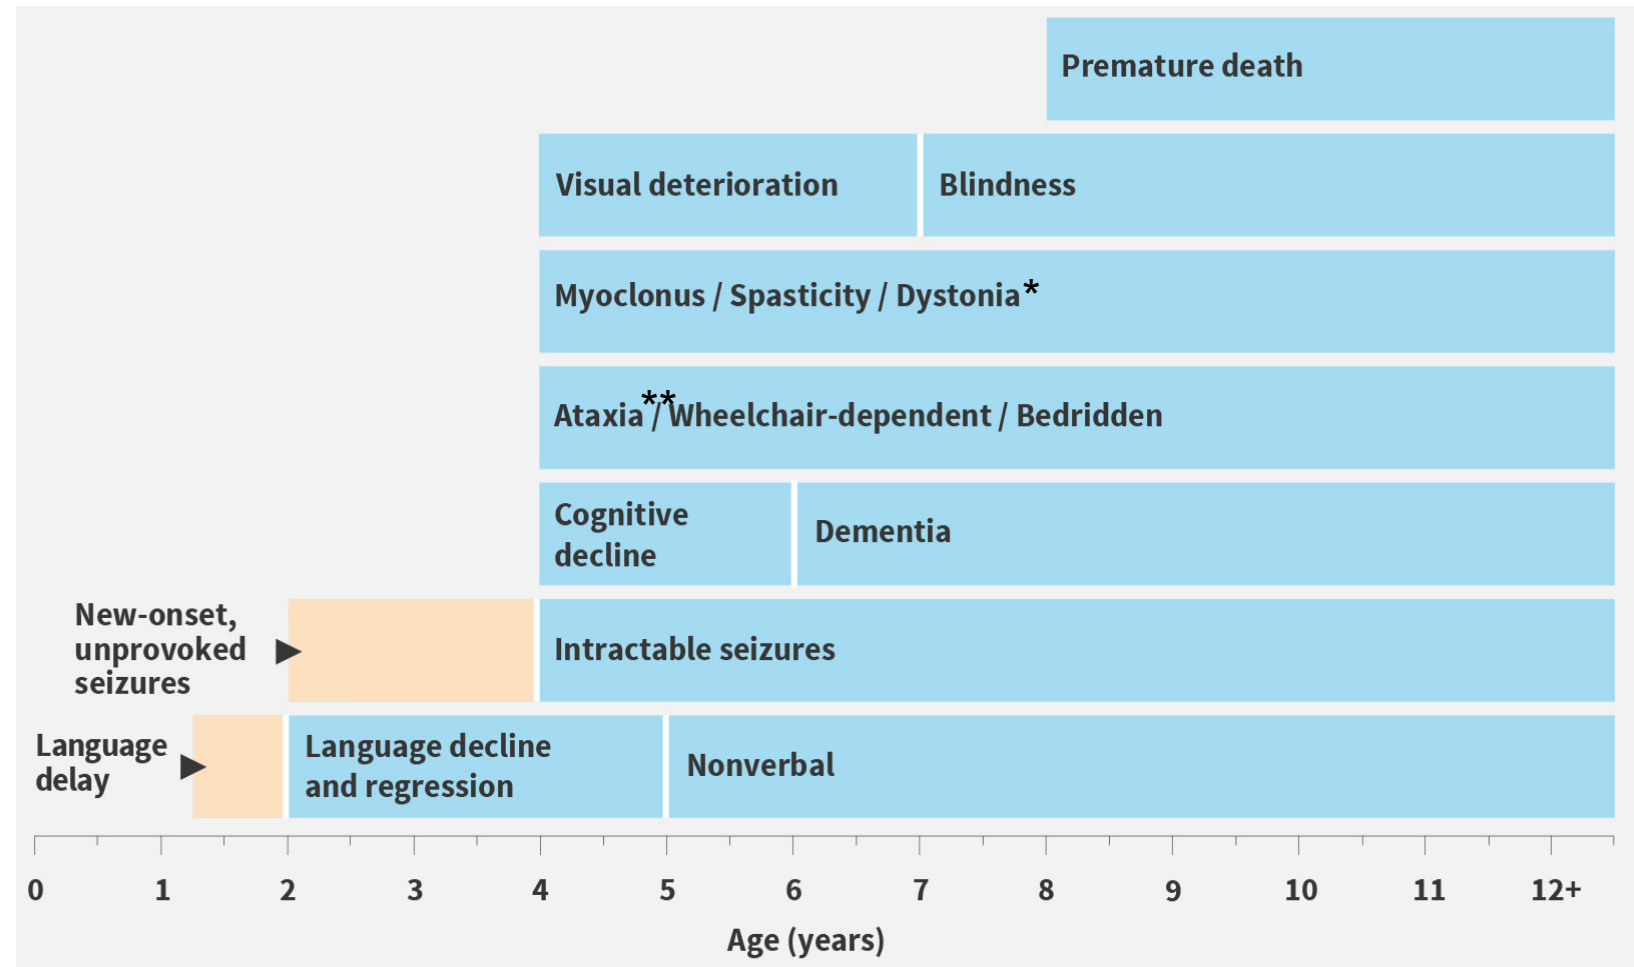 Premature death
Visual deterioration
Blindness
Myoclonus / Spasticity / Dystonia*
Ataxia**/Wheelchair-dependent / Bedridden
Cognitive
decline
Dementia
New-onset,
unprovoked
seizures
Intractable seizures
Language
delay
Language decline
and regression
Nonverbal
0 1 2 3 4 5 6 7 8 9 10 11 12+
Age (years)